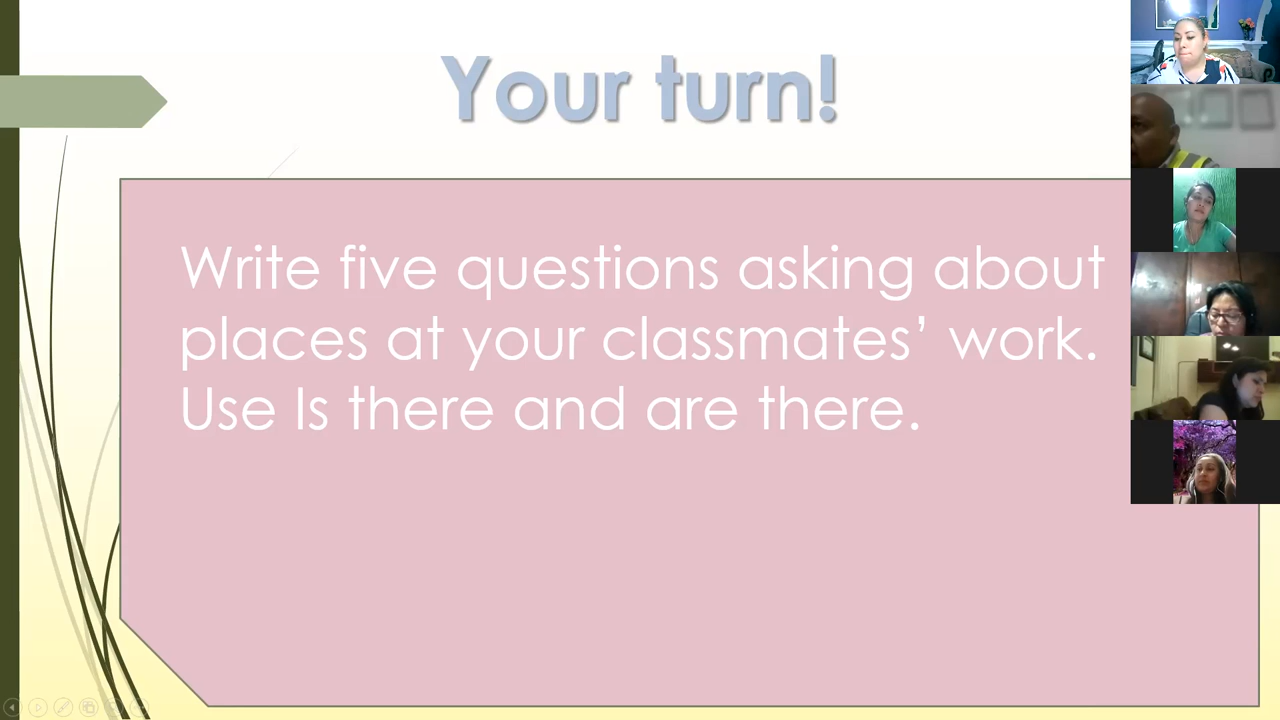 Your turn!
Write five questions asking about
places at your classmates’ work.
Use Is there and are there.